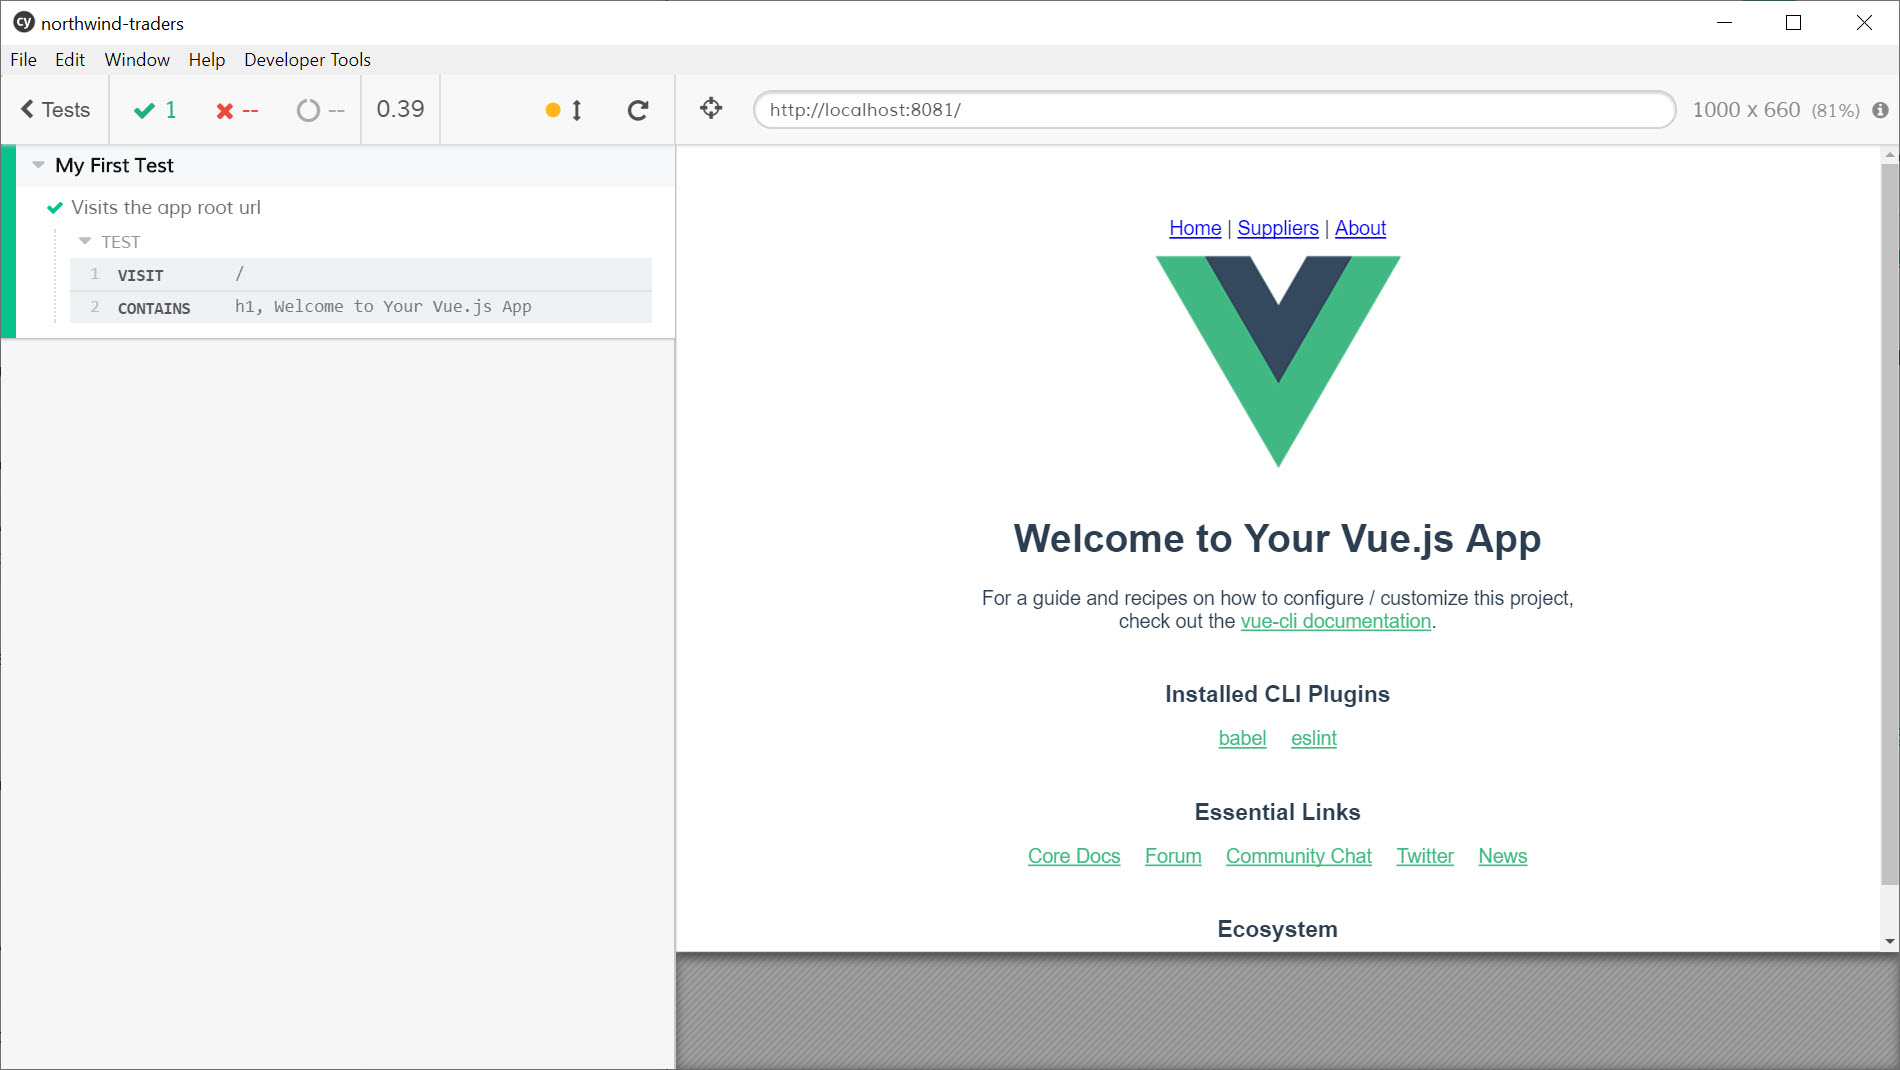 cy northwind-traders
File Edit Window Help Developer Tools
Tests 1 -- -- 0.39 http://localhost:8081/ 1000 x 660 (81%)
My First Test
Visits the app root url
TEST
1 VISIT /
2 CONTAINS h1, Welcome to Your Vue.js App
Home | Suppliers | About
Welcome to Your Vue.js App
For a guide and recipes on how to configure / customize this project,
check out the vue-cli documentation.
Installed CLI Plugins
babel eslint
Essential Links
Core Docs Forum Community Chat Twitter News
Ecosystem